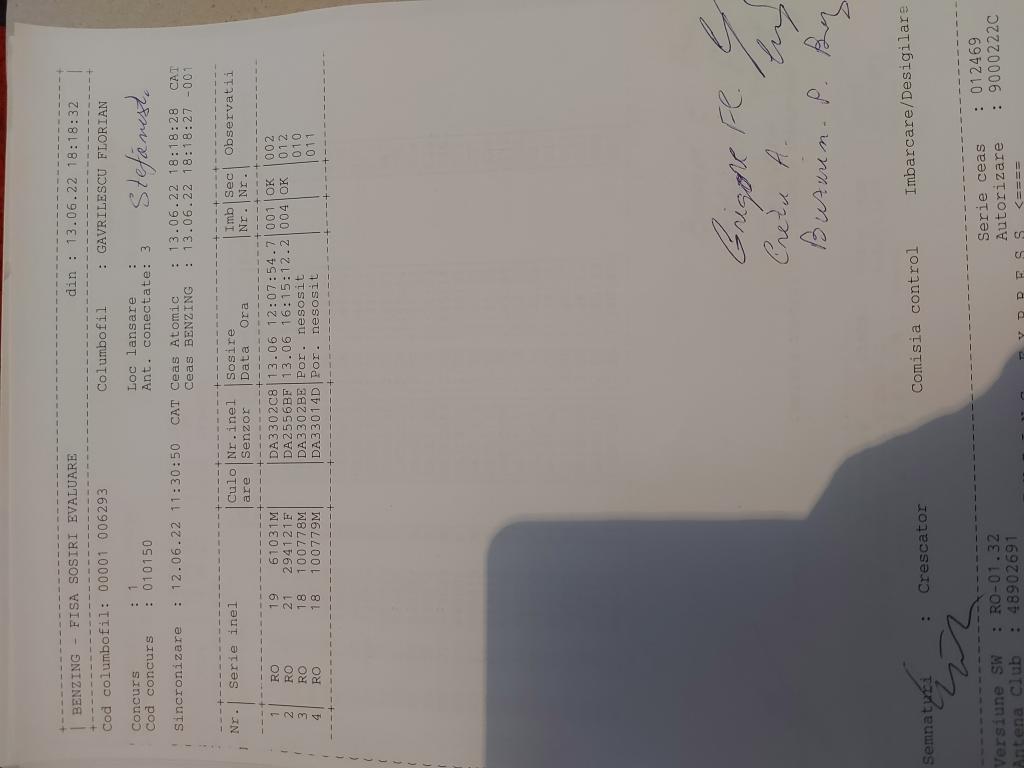 BENZING - FISA SOSIRI EVALUARE din : 13.06.22 18:18:32
Cod columbofil: 00001 006293 Columbofil : GAVRILESCU FLORIAN
Concurs : 1 Loc lansare : Stefanest.
Cod concurs : 010150 Ant. conectate: 3
Sincronizare : 12.06.22 11:30:50 CAT Ceas Atomic : 13.06.22 18:18:28 CAT
Ceas BENZING : 13.06.22 18:18:27 -001
Nr.| Serie inel |Culo|Nr.inel|Sosire |Imb|Sec| Observatii
|are |Senzor |Data Ora |Nr.|Nr.|
1 | RO 19 61031M | |DA3302C8|13.06 12:07:54.7|001|OK |002
2 | RO 21 294121F | |DA2556BF|13.06 16:15:12.2|004|OK |012
3 | RO 18 100778M | |DA3302BE|Por. nesosit | | |010
4 | RO 18 100779M | |DA33014D|Por. nesosit | | |011
Grigore Fl.
Cretu A.
P.
Semnaturi : Crescator Comisia control Imbarcare/Desigilare
Versiune SW : RO-01.32 Serie ceas : 012469
Antena Club : 48902691 Autorizare : 9000222C
E X P R E S S <====